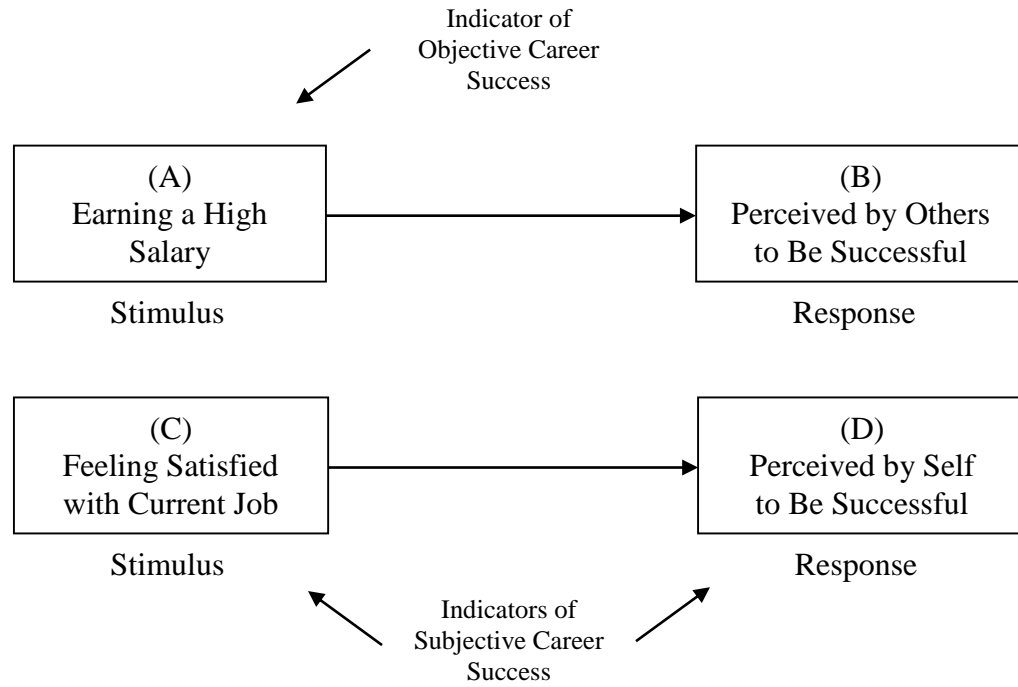 Indicator of
Objective Career
Success
(A)
Earning a High
Salary
(B)
Perceived by Others
to Be Successful
Stimulus
Response
(C)
Feeling Satisfied
with Current Job
(D)
Perceived by Self
to Be Successful
Stimulus
Response
Indicators of
Subjective Career
Success